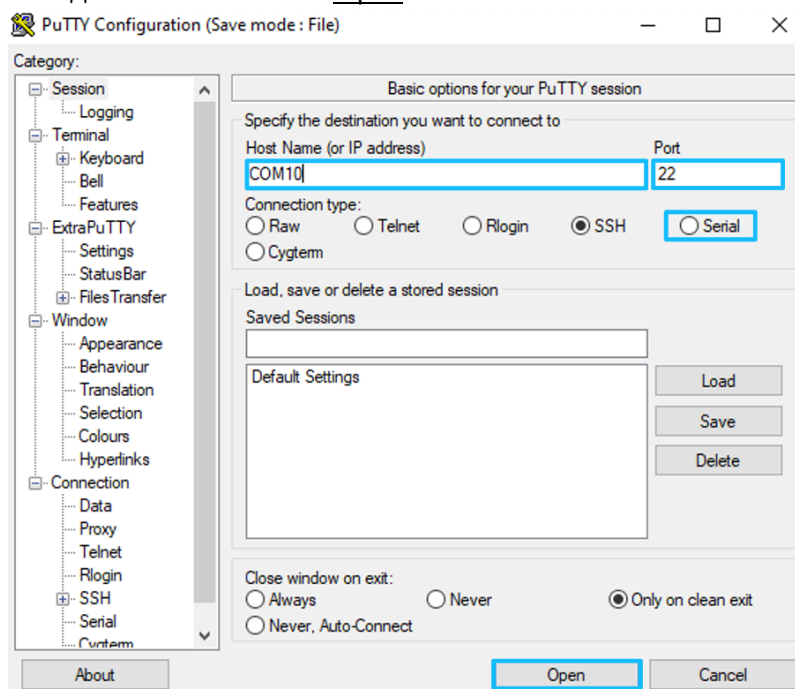 PuTTY Configuration (Save mode : File)
Category:
Session
Logging
Terminal
Keyboard
Bell
Features
ExtraPuTTY
Settings
StatusBar
FilesTransfer
Window
Appearance
Behaviour
Translation
Selection
Colours
Hyperlinks
Connection
Data
Proxy
Telnet
Rlogin
SSH
Serial
Cygterm
Basic options for your PuTTY session
Specify the destination you want to connect to
Host Name (or IP address) Port
COM10 22
Connection type:
Raw Telnet Rlogin SSH Serial
Cygterm
Load, save or delete a stored session
Saved Sessions
Default Settings
Load
Save
Delete
Close window on exit:
Always Never Only on clean exit
Never, Auto-Connect
About Open Cancel